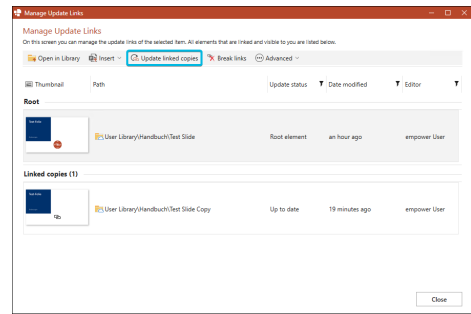 Manage Update Links
Manage Update Links
On this screen you can manage the update links of the selected item. All elements that are linked and visible to you are listed below.
Open in Library Insert Update linked copies Break links Advanced
Thumbnail Path Update status Date modified Editor
Root
User Library\Handbuch\Test Slide Root element an hour ago empower User
Linked copies (1)
User Library\Handbuch\Test Slide Copy Up to date 19 minutes ago empower User
Close